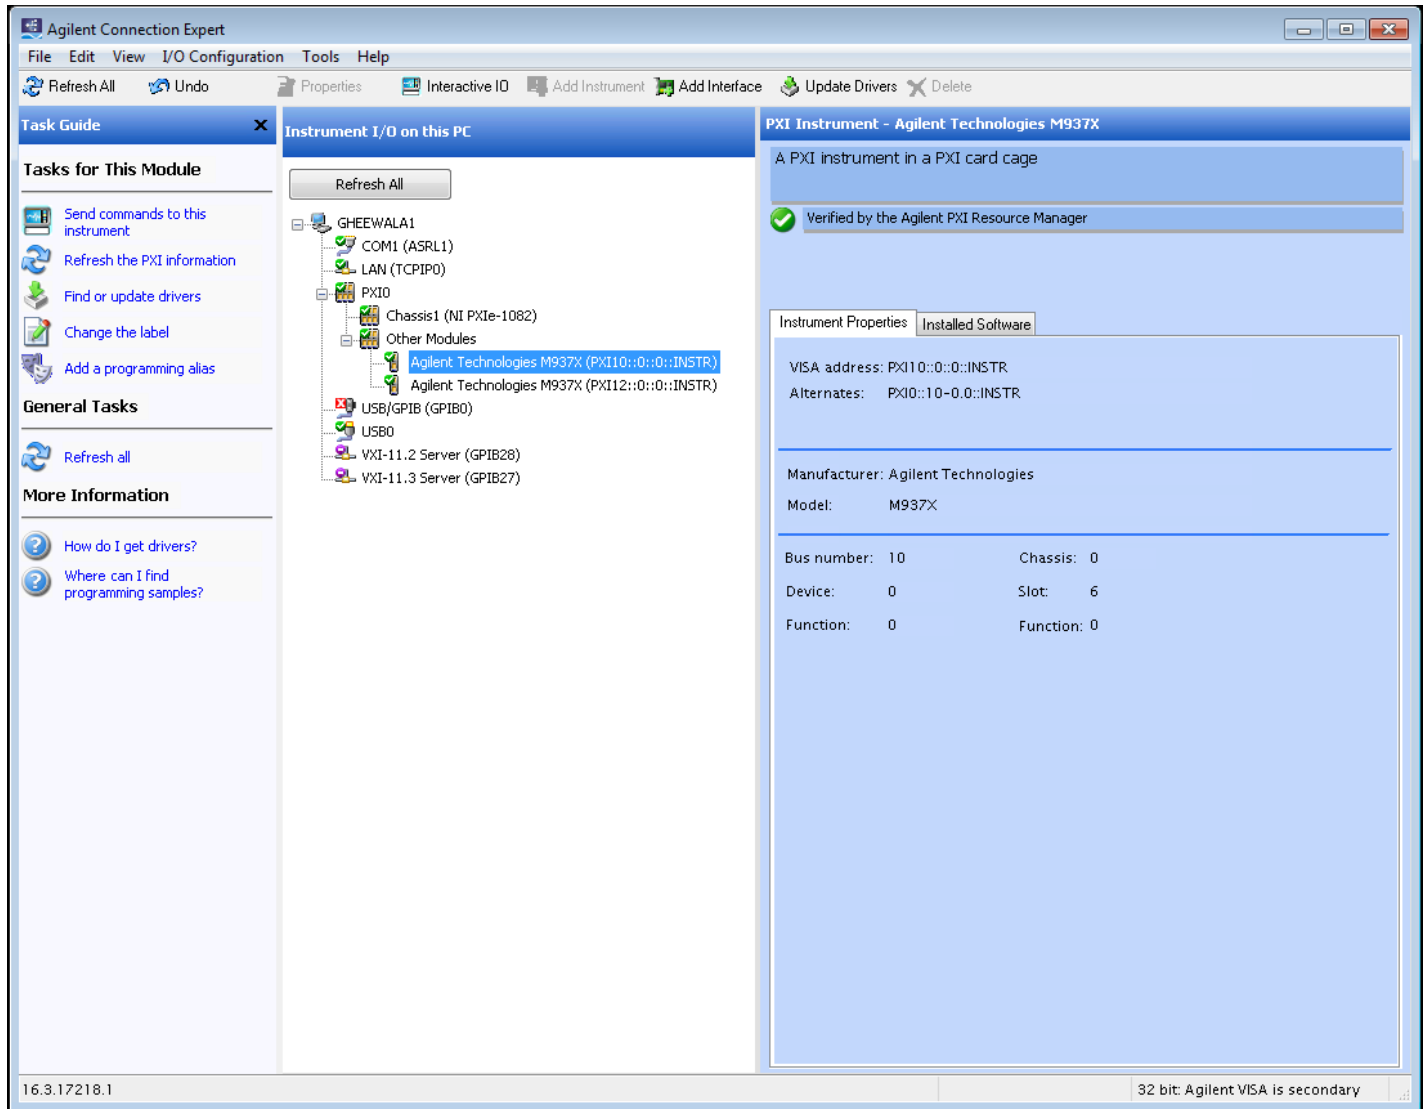 Agilent Connection Expert
File Edit View I/O Configuration Tools Help
Refresh All Undo Properties Interactive IO Add Instrument Add Interface Update Drivers Delete
Task Guide
Tasks for This Module
Send commands to this
instrument
Refresh the PXI information
Find or update drivers
Change the label
Add a programming alias
General Tasks
Refresh all
More Information
How do I get drivers?
Where can I find
programming samples?
Instrument I/O on this PC
Refresh All
GHEEWALA1
COM1 (ASRL1)
LAN (TCPIP0)
PXI0
Chassis1 (NI PXIe-1082)
Other Modules
Agilent Technologies M937X (PXI10::0::0::INSTR)
Agilent Technologies M937X (PXI12::0::0::INSTR)
USB/GPIB (GPIB0)
USB0
VXI-11.2 Server (GPIB28)
VXI-11.3 Server (GPIB27)
PXI Instrument - Agilent Technologies M937X
A PXI instrument in a PXI card cage
Verified by the Agilent PXI Resource Manager
Instrument Properties Installed Software
VISA address: PXI10::0::0::INSTR
Alternates: PXI0::10-0.0::INSTR
Manufacturer: Agilent Technologies
Model: M937X
Bus number: 10 Chassis: 0
Device: 0 Slot: 6
Function: 0 Function: 0
16.3.17218.1 32 bit: Agilent VISA is secondary